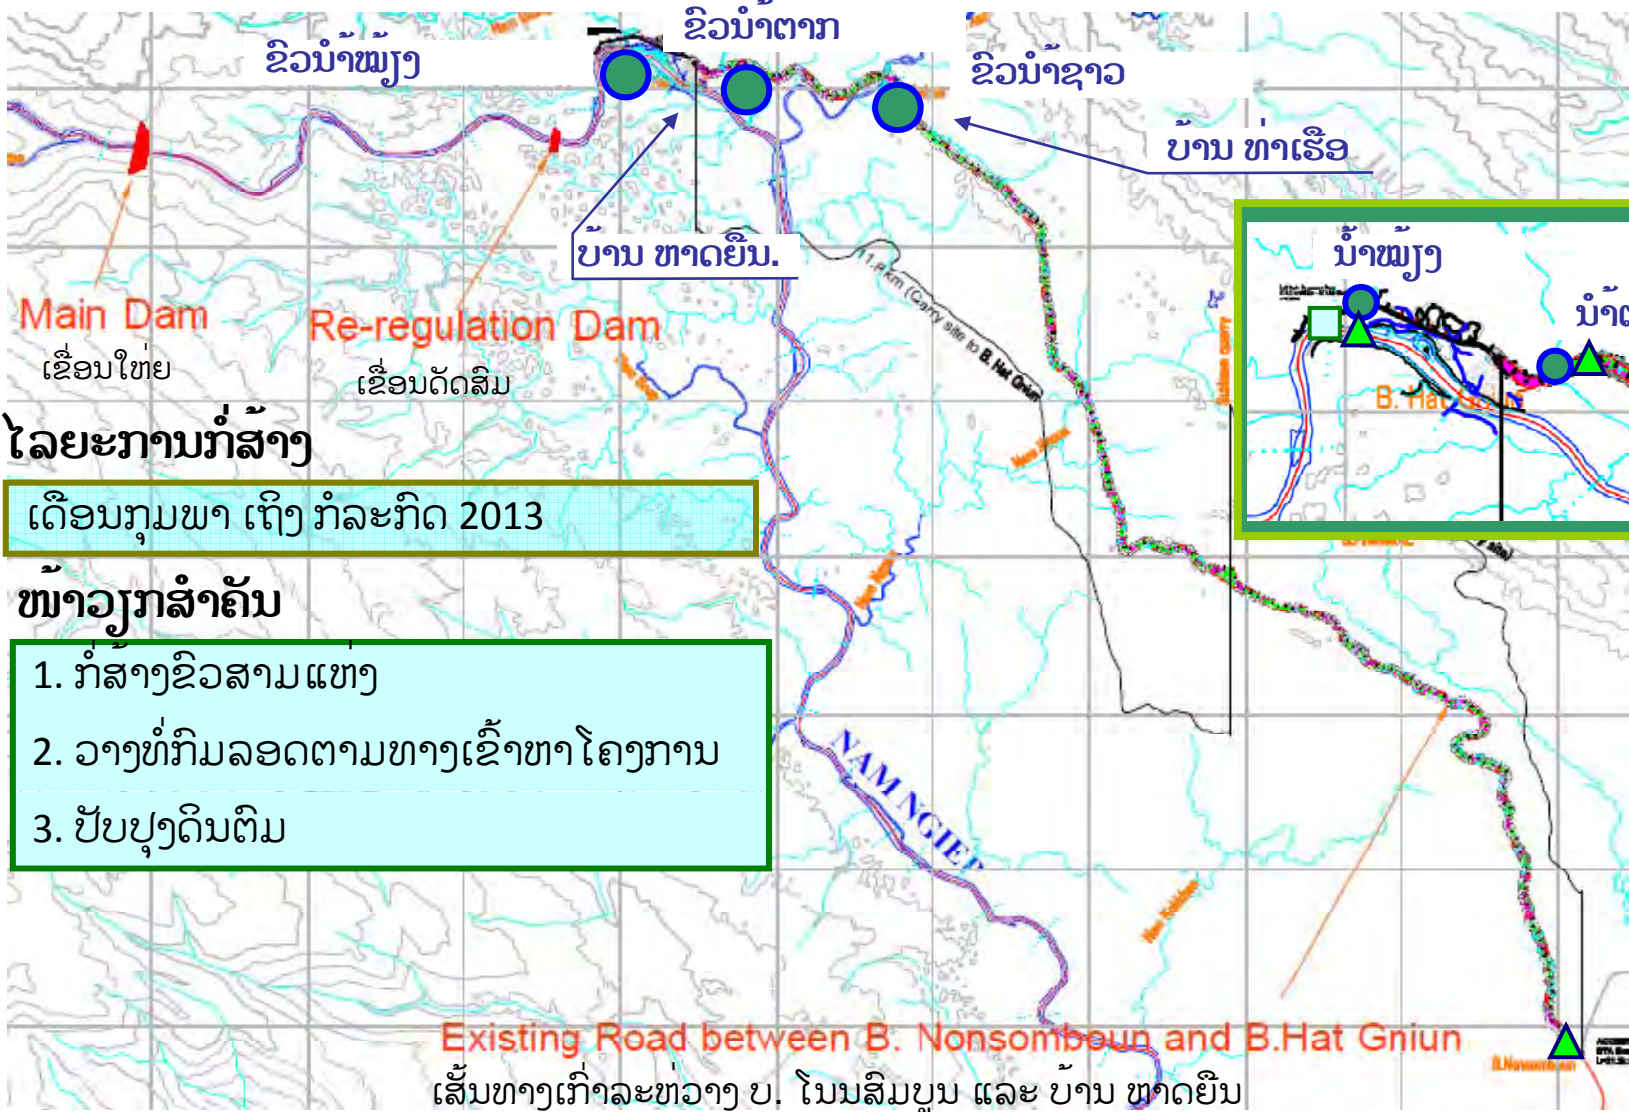 ຂົວນ້ຳຕາກ
ຂົວນ້ຳໝ້ຽງ
ຂົວນ້ຳຊາວ
ບ້ານ ທ່າເຮືອ
ບ້ານ ຫາດຍືນ.
ນ້ຳໝ້ຽງ
11.8km (Carry site to B. Hat Gniun
Main Dam
Re-regulation Dam
ເຂື່ອນໃຫ່ຍ
ເຂື່ອນດັດສົມ
B. Hat
ໄລຍະການກໍ່ສ້າງ
ເດືອນກຸມພາ ເຖິງ ກໍລະກົດ 2013
ໜ້າວຽກສຳຄັນ
1. ກໍ່ສ້າງຂົວສາມແຫ່ງ
2. ວາງທໍ່ກົມລອດຕາມທາງເຂົ້າຫາໂຄງການ
3. ປັບປຸງດິນຕົມ
NAM NGIEP
Existing Road between B. Nonsomboun and B.Hat Gniun
B.Nonsomboun
ເສັ້ນທາງເກົ່າລະຫ່ວາງ ບ. ໂນນສົມບູນ ແລະ ບ້ານ ຫາດຍືນ